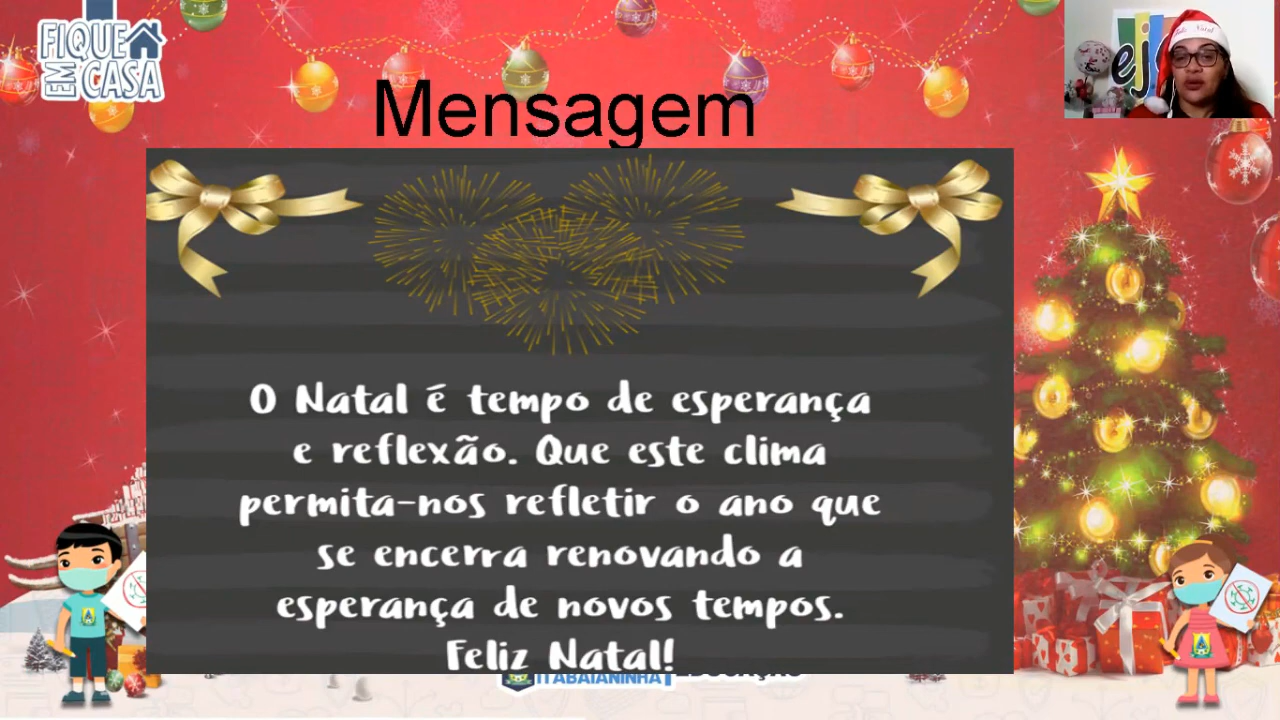 FIQUE
EM CASA
Mensagem
O Natal é tempo de esperança
e reflexão. Que este clima
permita-nos refletir o ano que
se encerra renovando a
esperança de novos tempos.
Feliz Natal!
ITABAIANINHA